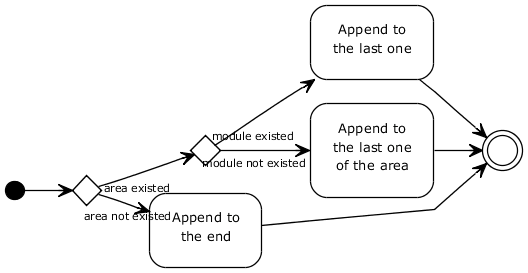 Append to
the last one
module existed
Append to
the last one
of the area
module not existed
area existed
area not existed
Append to
the end